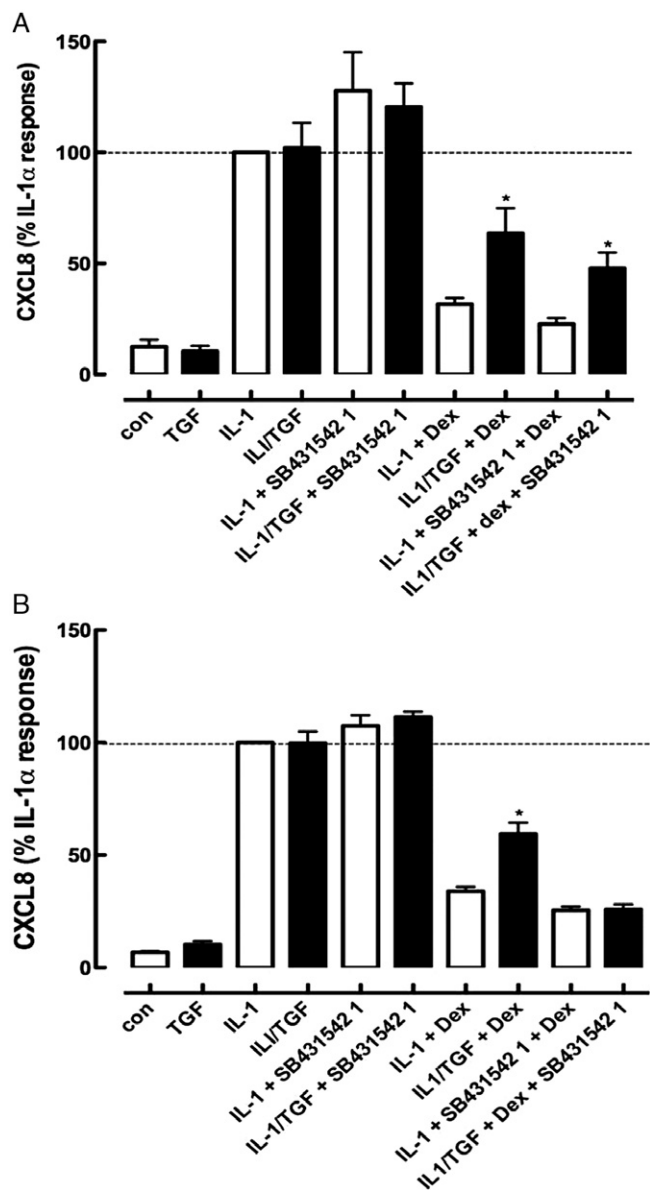 A
CXCL8 (% IL-1α response)
150
100
50
0
*
*
con
TGF
IL-1
ILI/TGF
IL-1 + SB431542 1
IL-1/TGF + SB431542 1
IL-1 + Dex
IL1/TGF + Dex
IL-1 + SB431542 1 + Dex
IL1/TGF + dex + SB431542 1
B
CXCL8 (% IL-1α response)
150
100
50
0
*
con
TGF
IL-1
ILI/TGF
IL-1 + SB431542 1
IL-1/TGF + SB431542 1
IL-1 + Dex
IL1/TGF + Dex
IL-1 + SB431542 1 + Dex
IL1/TGF + Dex + SB431542 1